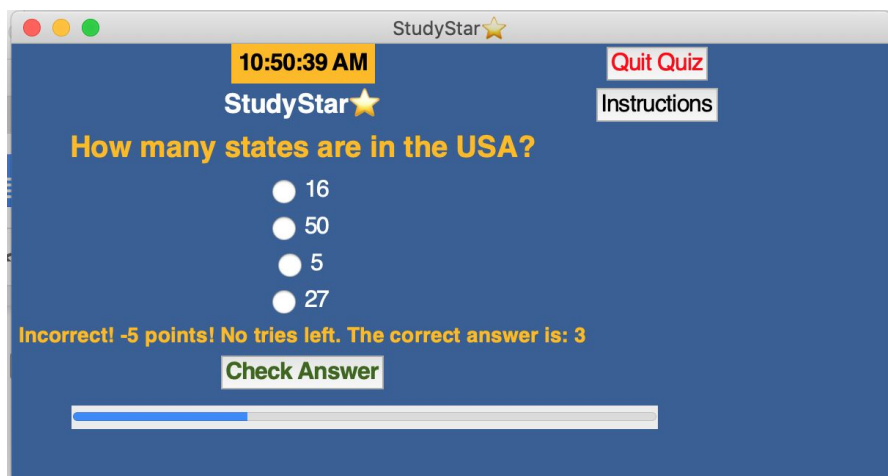 StudyStar⭐
10:50:39 AM
Quit Quiz
StudyStar⭐
Instructions
How many states are in the USA?
16
50
5
27
Incorrect! -5 points! No tries left. The correct answer is: 3
Check Answer